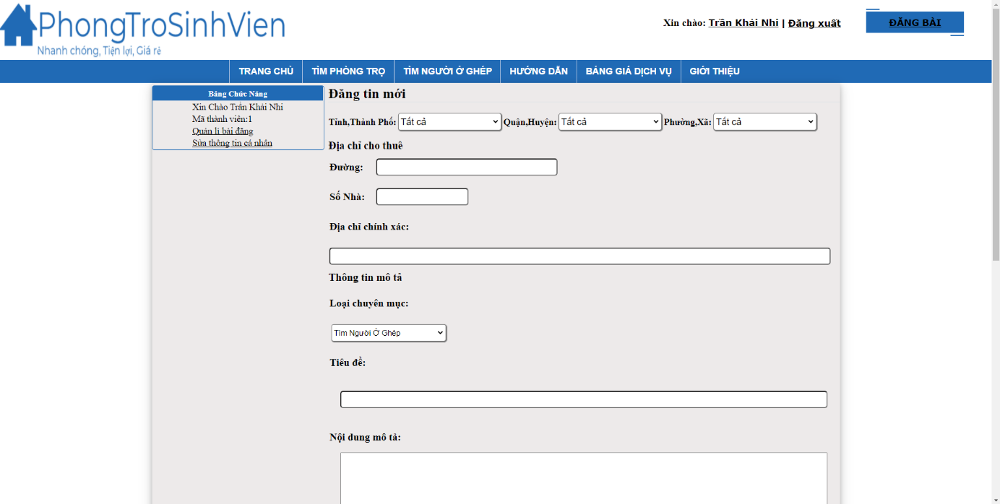 PhongTroSinhVien
Nhanh chóng, Tiện lợi, Giá rẻ
Xin chào: Trần Khải Nhi | Đăng xuất
ĐĂNG BÀI
TRANG CHỦ TÌM PHÒNG TRỌ TÌM NGƯỜI Ở GHÉP HƯỚNG DẪN BẢNG GIÁ DỊCH VỤ GIỚI THIỆU
Bảng Chức Năng
Xin Chào Trần Khải Nhi
Mã thành viên:1
Quản lí bài đăng
Sửa thông tin cá nhân
Đăng tin mới
Tỉnh,Thành Phố: Tất cả Quận,Huyện: Tất cả Phường,Xã: Tất cả
Địa chỉ cho thuê
Đường:
Số Nhà:
Địa chỉ chính xác:
Thông tin mô tả
Loại chuyên mục:
Tìm Người Ở Ghép
Tiêu đề:
Nội dung mô tả: